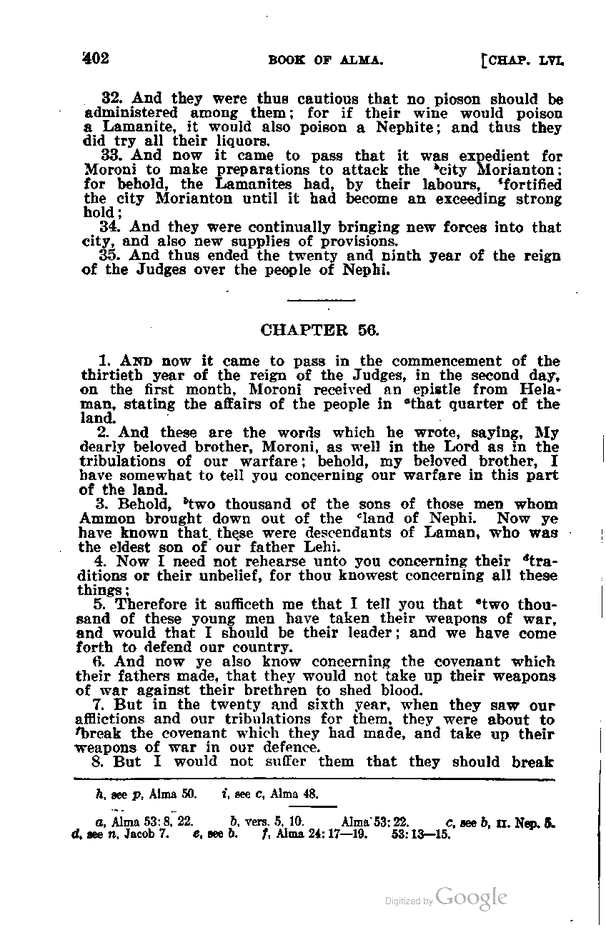 402 BOOK OF ALMA. [CHAP. LVI.
32. And they were thus cautious that no pioson should be
administered among them; for if their wine would poison
a Lamanite, it would also poison a Nephite; and thus they
did try all their liquors.
33. And now it came to pass that it was expedient for
Moroni to make preparations to attack the hcity Morianton;
for behold, the Lamanites had, by their labours, ifortified
the city Morianton until it had become an exceeding strong
hold;
34. And they were continually bringing new forces into that
city, and also new supplies of provisions.
35. And thus ended the twenty and ninth year of the reign
of the Judges over the people of Nephi.
CHAPTER 56.
1. AND now it came to pass in the commencement of the
thirtieth year of the reign of the Judges, in the second day,
on the first month, Moroni received an epistle from Hela-
man, stating the affairs of the people in athat quarter of the
land.
2. And these are the words which he wrote, saying, My
dearly beloved brother, Moroni, as well in the Lord as in the
tribulations of our warfare; behold, my beloved brother, I
have somewhat to tell you concerning our warfare in this part
of the land.
3. Behold, btwo thousand of the sons of those men whom
Ammon brought down out of the cland of Nephi. Now ye
have known that these were descendants of Laman, who was
the eldest son of our father Lehi.
4. Now I need not rehearse unto you concerning their dtra-
ditions or their unbelief, for thou knowest concerning all these
things;
5. Therefore it sufficeth me that I tell you that etwo thou-
sand of these young men have taken their weapons of war,
and would that I should be their leader; and we have come
forth to defend our country.
6. And now ye also know concerning the covenant which
their fathers made, that they would not take up their weapons
of war against their brethren to shed blood.
7. But in the twenty and sixth year, when they saw our
afflictions and our tribulations for them, they were about to
fbreak the covenant which they had made, and take up their
weapons of war in our defence.
8. But I would not suffer them that they should break
h, see p, Alma 50. i, see c, Alma 48.
a, Alma 53: 8, 22. b, vers. 5, 10. Alma 53: 22. c, see b, II. Nep. 5.
d, see n, Jacob 7. e, see b. f, Alma 24: 17—19. 53: 13—15.
Digitized by Google